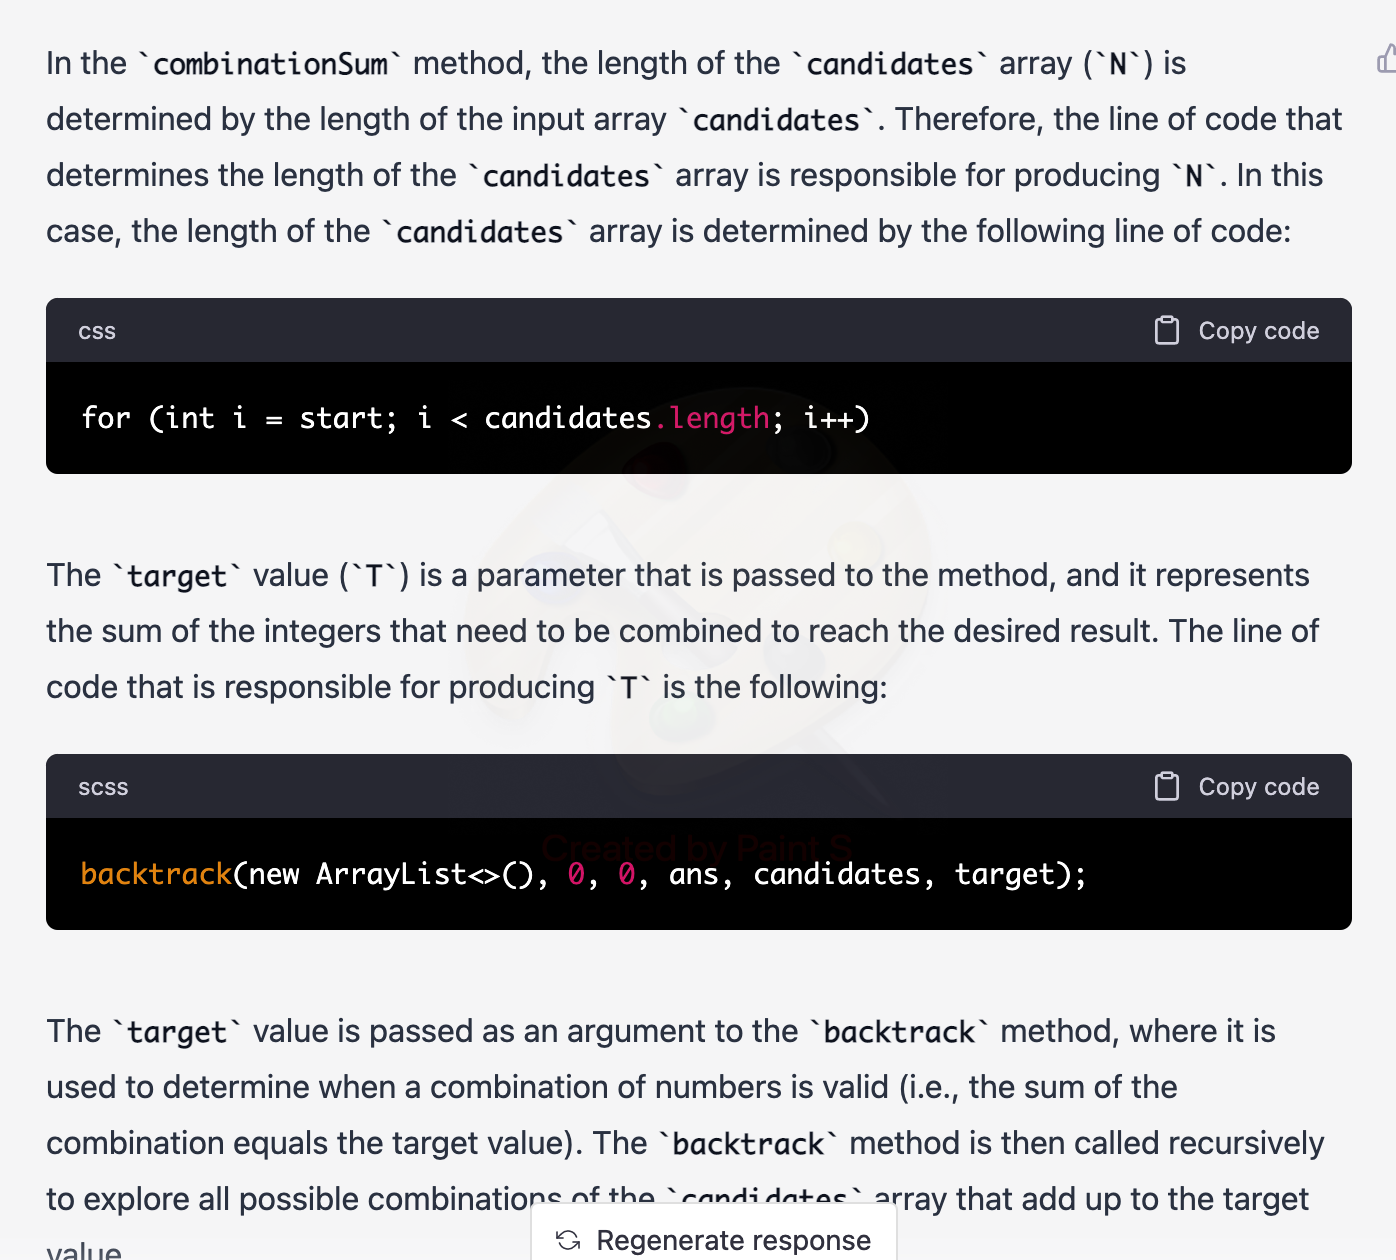 In the `combinationSum` method, the length of the `candidates` array (`N`) is
determined by the length of the input array `candidates`. Therefore, the line of code that
determines the length of the `candidates` array is responsible for producing `N`. In this
case, the length of the `candidates` array is determined by the following line of code:
css
Copy code
for (int i = start; i < candidates.length; i++)
The `target` value (`T`) is a parameter that is passed to the method, and it represents
the sum of the integers that need to be combined to reach the desired result. The line of
code that is responsible for producing `T` is the following:
scss
Copy code
Created by Paint S
backtrack(new ArrayList<>(), 0, 0, ans, candidates, target);
The `target` value is passed as an argument to the `backtrack` method, where it is
used to determine when a combination of numbers is valid (i.e., the sum of the
combination equals the target value). The `backtrack` method is then called recursively
to explore all possible combinations of the `candidates` array that add up to the target
value
Regenerate response